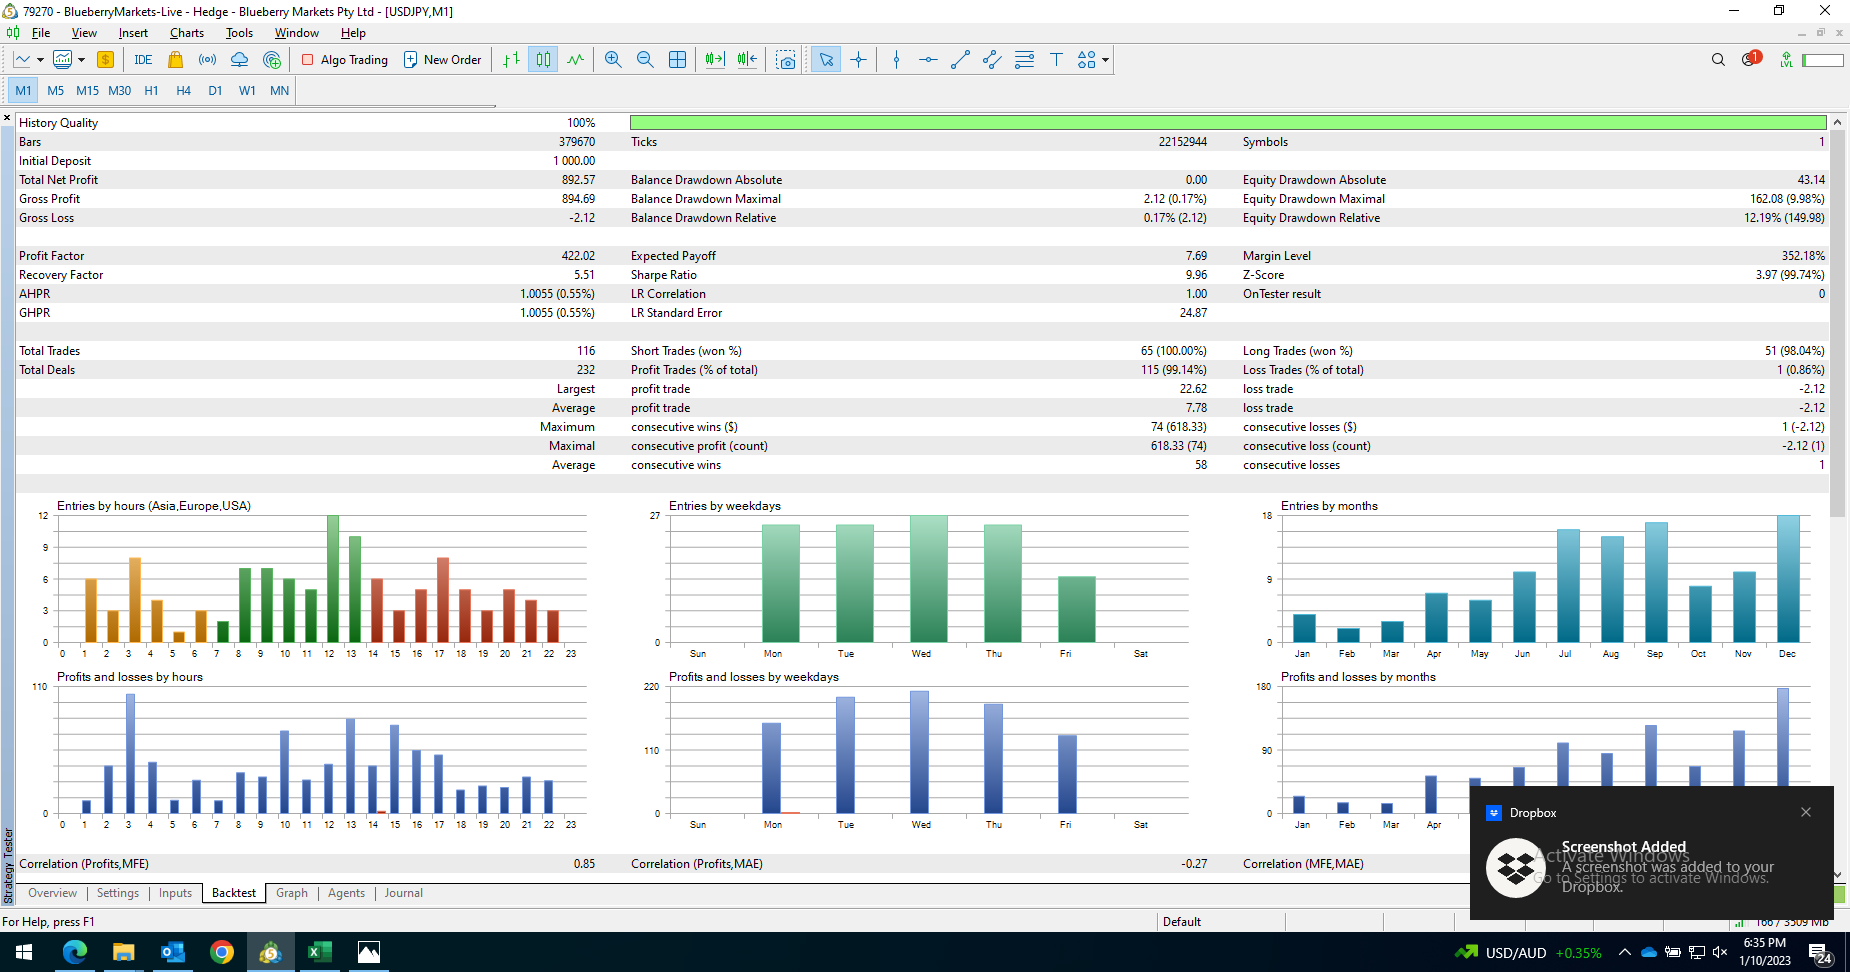 79270 - BlueberryMarkets-Live - Hedge - Blueberry Markets Pty Ltd - [USDJPY,M1]
File View Insert Charts Tools Window Help
IDE Algo Trading New Order 1 LVL
M1 M5 M15 M30 H1 H4 D1 W1 MN
History Quality 100%
Bars 379670 Ticks 22152944 Symbols 1
Initial Deposit 1 000.00
Total Net Profit 892.57 Balance Drawdown Absolute 0.00 Equity Drawdown Absolute 43.14
Gross Profit 894.69 Balance Drawdown Maximal 2.12 (0.17%) Equity Drawdown Maximal 162.08 (9.98%)
Gross Loss -2.12 Balance Drawdown Relative 0.17% (2.12) Equity Drawdown Relative 12.19% (149.98)
Profit Factor 422.02 Expected Payoff 7.69 Margin Level 352.18%
Recovery Factor 5.51 Sharpe Ratio 9.96 Z-Score 3.97 (99.74%)
AHPR 1.0055 (0.55%) LR Correlation 1.00 OnTester result 0
GHPR 1.0055 (0.55%) LR Standard Error 24.87
Total Trades 116 Short Trades (won %) 65 (100.00%) Long Trades (won %) 51 (98.04%)
Total Deals 232 Profit Trades (% of total) 115 (99.14%) Loss Trades (% of total) 1 (0.86%)
Largest profit trade 22.62 loss trade -2.12
Average profit trade 7.78 loss trade -2.12
Maximum consecutive wins ($) 74 (618.33) consecutive losses ($) 1 (-2.12)
Maximal consecutive profit (count) 618.33 (74) consecutive loss (count) -2.12 (1)
Average consecutive wins 58 consecutive losses 1
Entries by hours (Asia,Europe,USA) Entries by weekdays Entries by months
12 27 18
9
6 9
3
0 0 0
0 1 2 3 4 5 6 7 8 9 10 11 12 13 14 15 16 17 18 19 20 21 22 23 Sun Mon Tue Wed Thu Fri Sat Jan Feb Mar Apr May Jun Jul Aug Sep Oct Nov Dec
Profits and losses by hours Profits and losses by weekdays Profits and losses by months
110 220 180
110 90
0 0 0
0 1 2 3 4 5 6 7 8 9 10 11 12 13 14 15 16 17 18 19 20 21 22 23 Sun Mon Tue Wed Thu Fri Sat Jan Feb Mar Apr
Correlation (Profits,MFE) 0.85 Correlation (Profits,MAE) -0.27 Correlation (MFE,MAE)
Strategy Tester
Overview Settings Inputs Backtest Graph Agents Journal
Dropbox
Screenshot Added
A screenshot was added to your
Dropbox.
Activate Windows
Go to Settings to activate Windows.
For Help, press F1 Default 166 / 3509 Mb
USD/AUD +0.35% 6:35 PM
1/10/2023 24